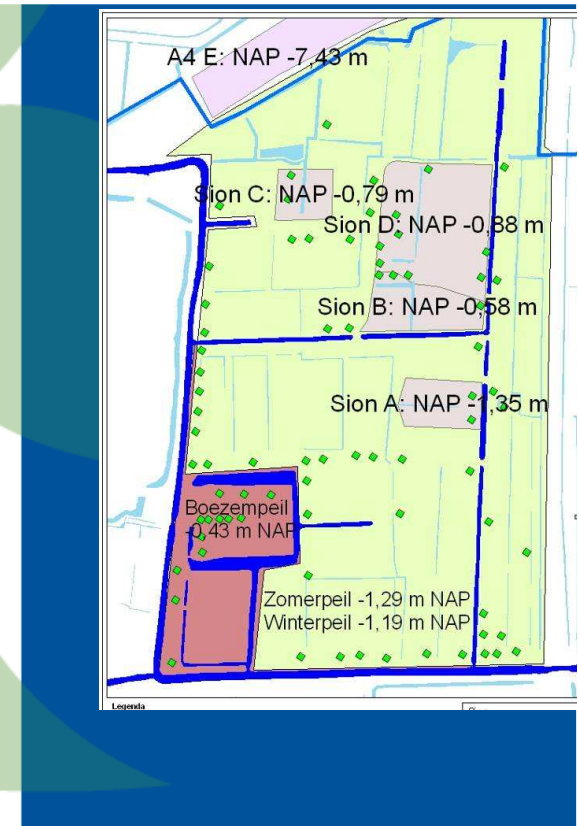 A4 E: NAP -7,43 m
Sion C: NAP -0,79 m
Sion D: NAP -0,88 m
Sion B: NAP -0,58 m
Sion A: NAP -1,35 m
Boezempeil
-0,43 m NAP
Zomerpeil -1,29 m NAP
Winterpeil -1,19 m NAP
Legenda